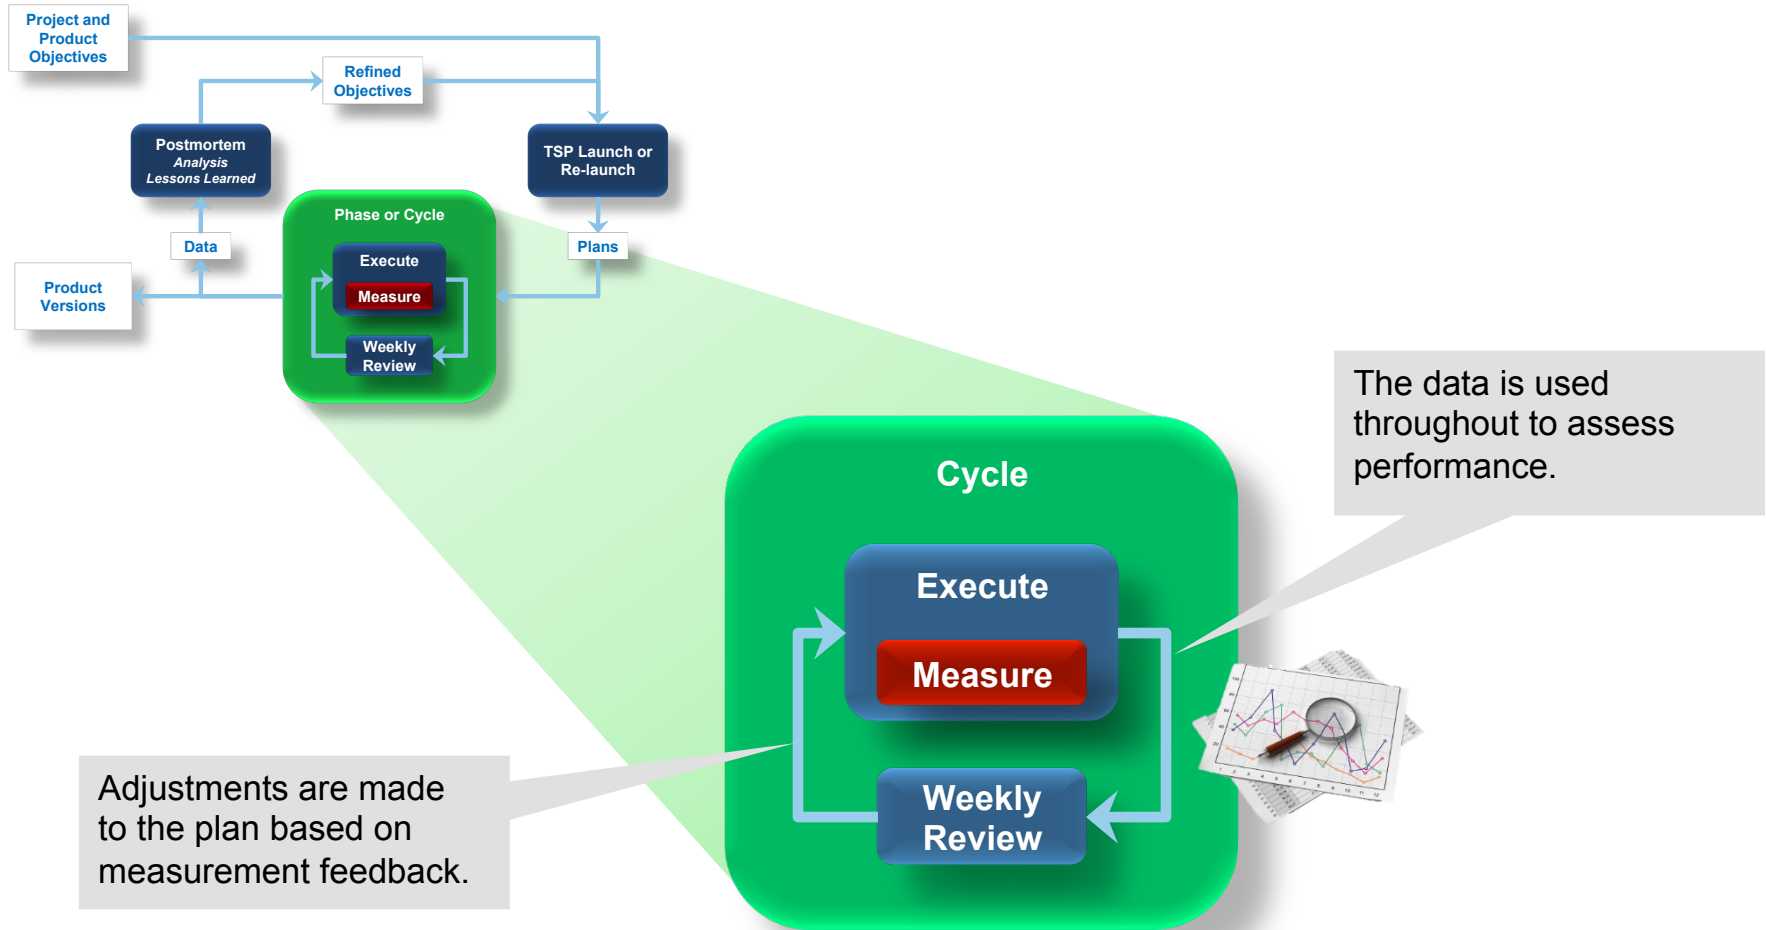 Project and
Product
Objectives
Refined
Objectives
Postmortem
Analysis
Lessons Learned
TSP Launch or
Re-launch
Phase or Cycle
Data
Execute
Plans
Product
Versions
Measure
Weekly
Review
The data is used
throughout to assess
performance.
Cycle
Execute
Measure
Adjustments are made
to the plan based on
measurement feedback.
Weekly
Review